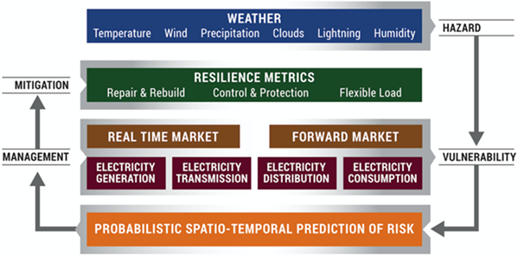 WEATHER
Temperature Wind Precipitation Clouds Lightning Humidity
HAZARD
RESILIENCE METRICS
Repair & Rebuild Control & Protection Flexible Load
MITIGATION
REAL TIME MARKET FORWARD MARKET
MANAGEMENT
VULNERABILITY
ELECTRICITY GENERATION
ELECTRICITY TRANSMISSION
ELECTRICITY DISTRIBUTION
ELECTRICITY CONSUMPTION
PROBABILISTIC SPATIO-TEMPORAL PREDICTION OF RISK